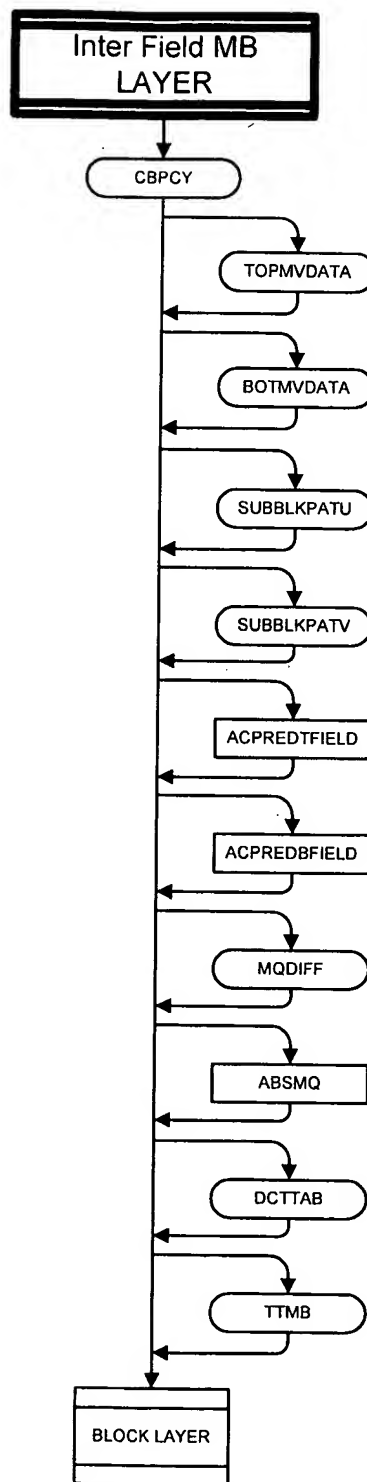 Inter Field MB
LAYER
CBPCY
TOPMVDATA
BOTMVDATA
SUBBLKPATU
SUBBLKPATV
ACPREDTFIELD
ACPREDBFIELD
MQDIFF
ABSMQ
DCTTAB
TTMB
BLOCK LAYER